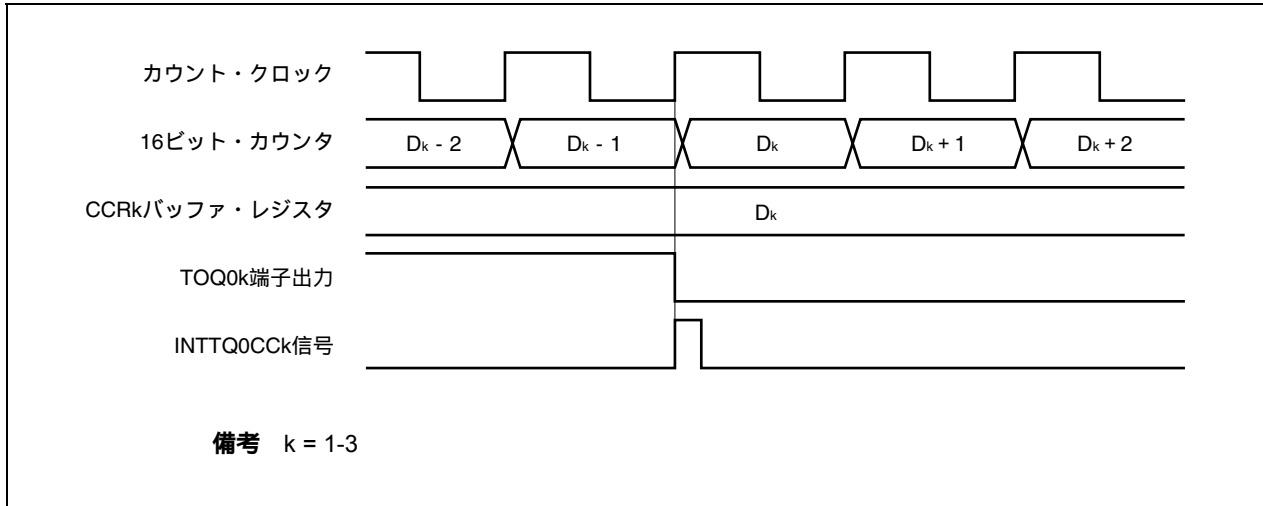 カウント・クロック
16ビット・カウンタ Dk - 2 Dk - 1 Dk Dk + 1 Dk + 2
CCRkバッファ・レジスタ Dk
TOQ0k端子出力
INTTQ0CCk信号
備考 k = 1-3